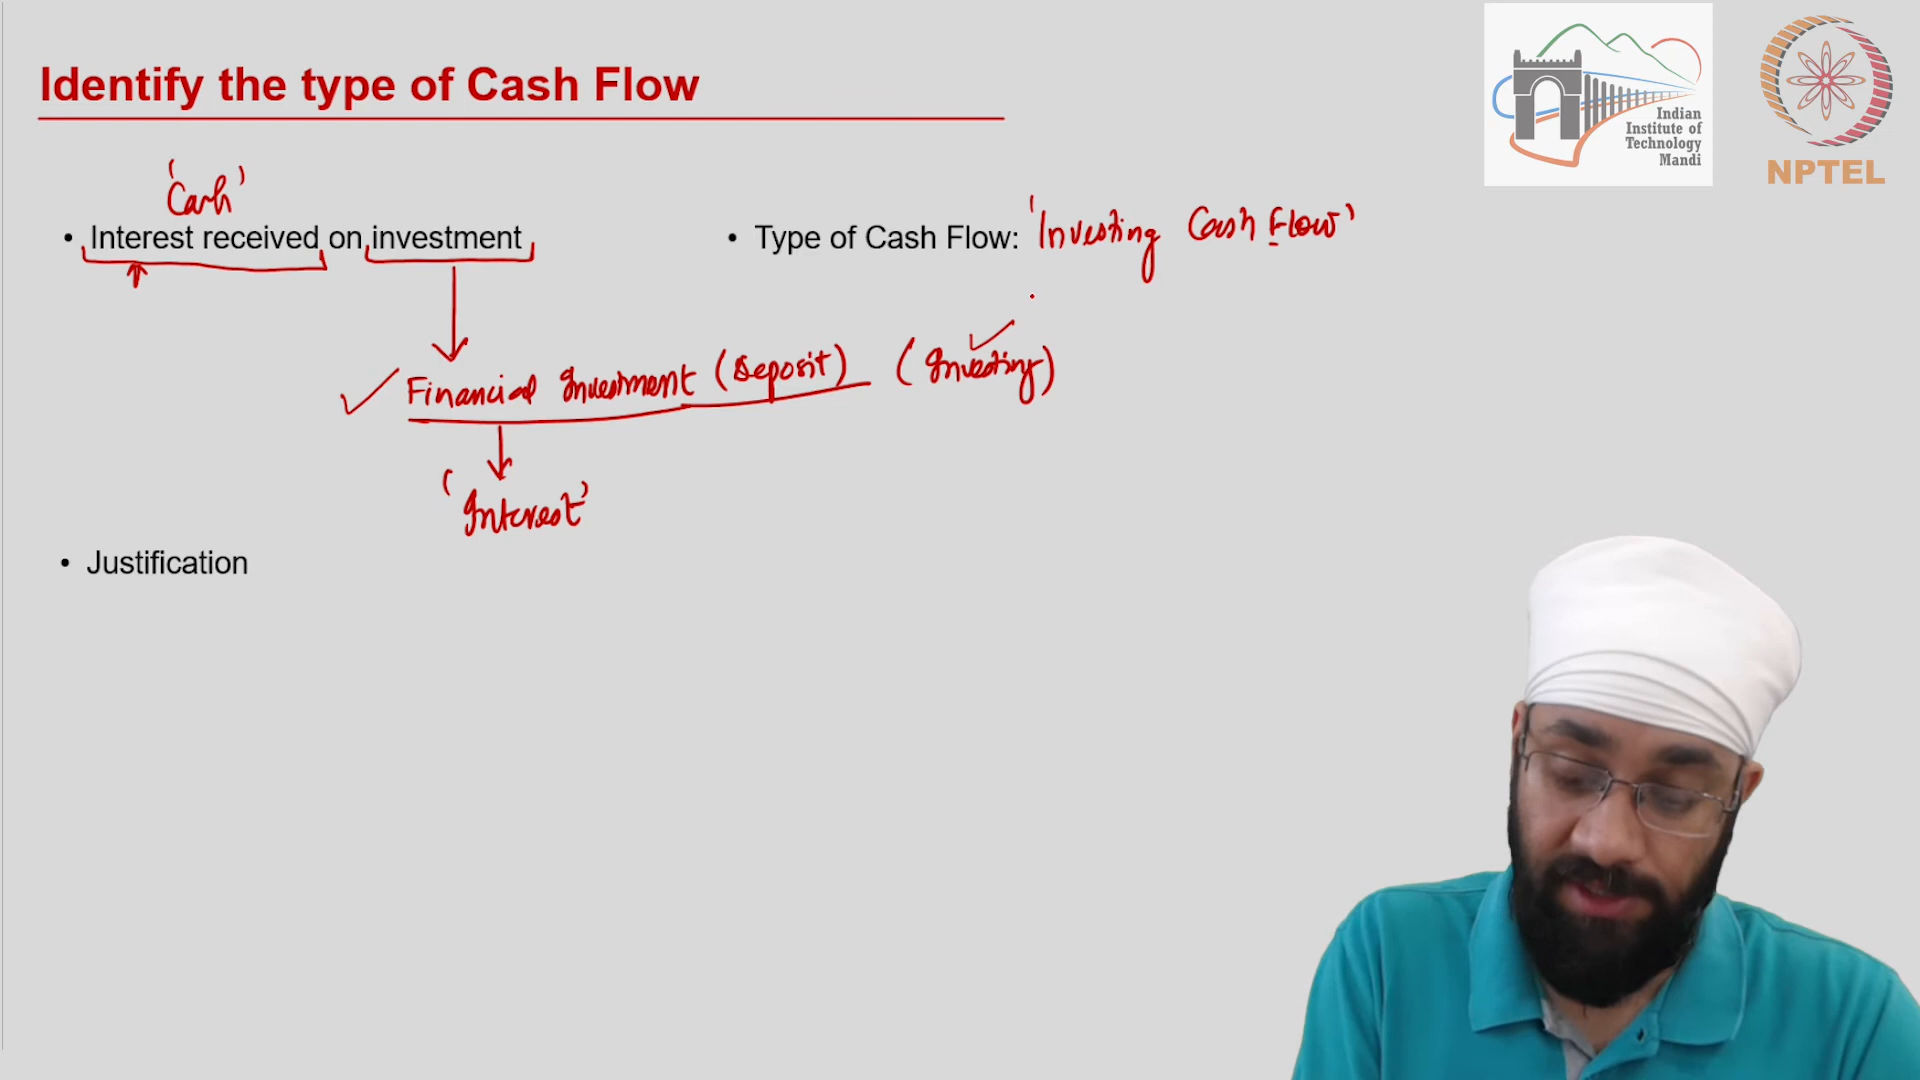 Identify the type of Cash Flow
Indian
Institute of
Technology
Mandi
NPTEL
'Cash'
• Interest received on investment
• Type of Cash Flow: 'Investing Cash Flow'
Financial Investment (Deposit) (Investing)
'Interest'
• Justification